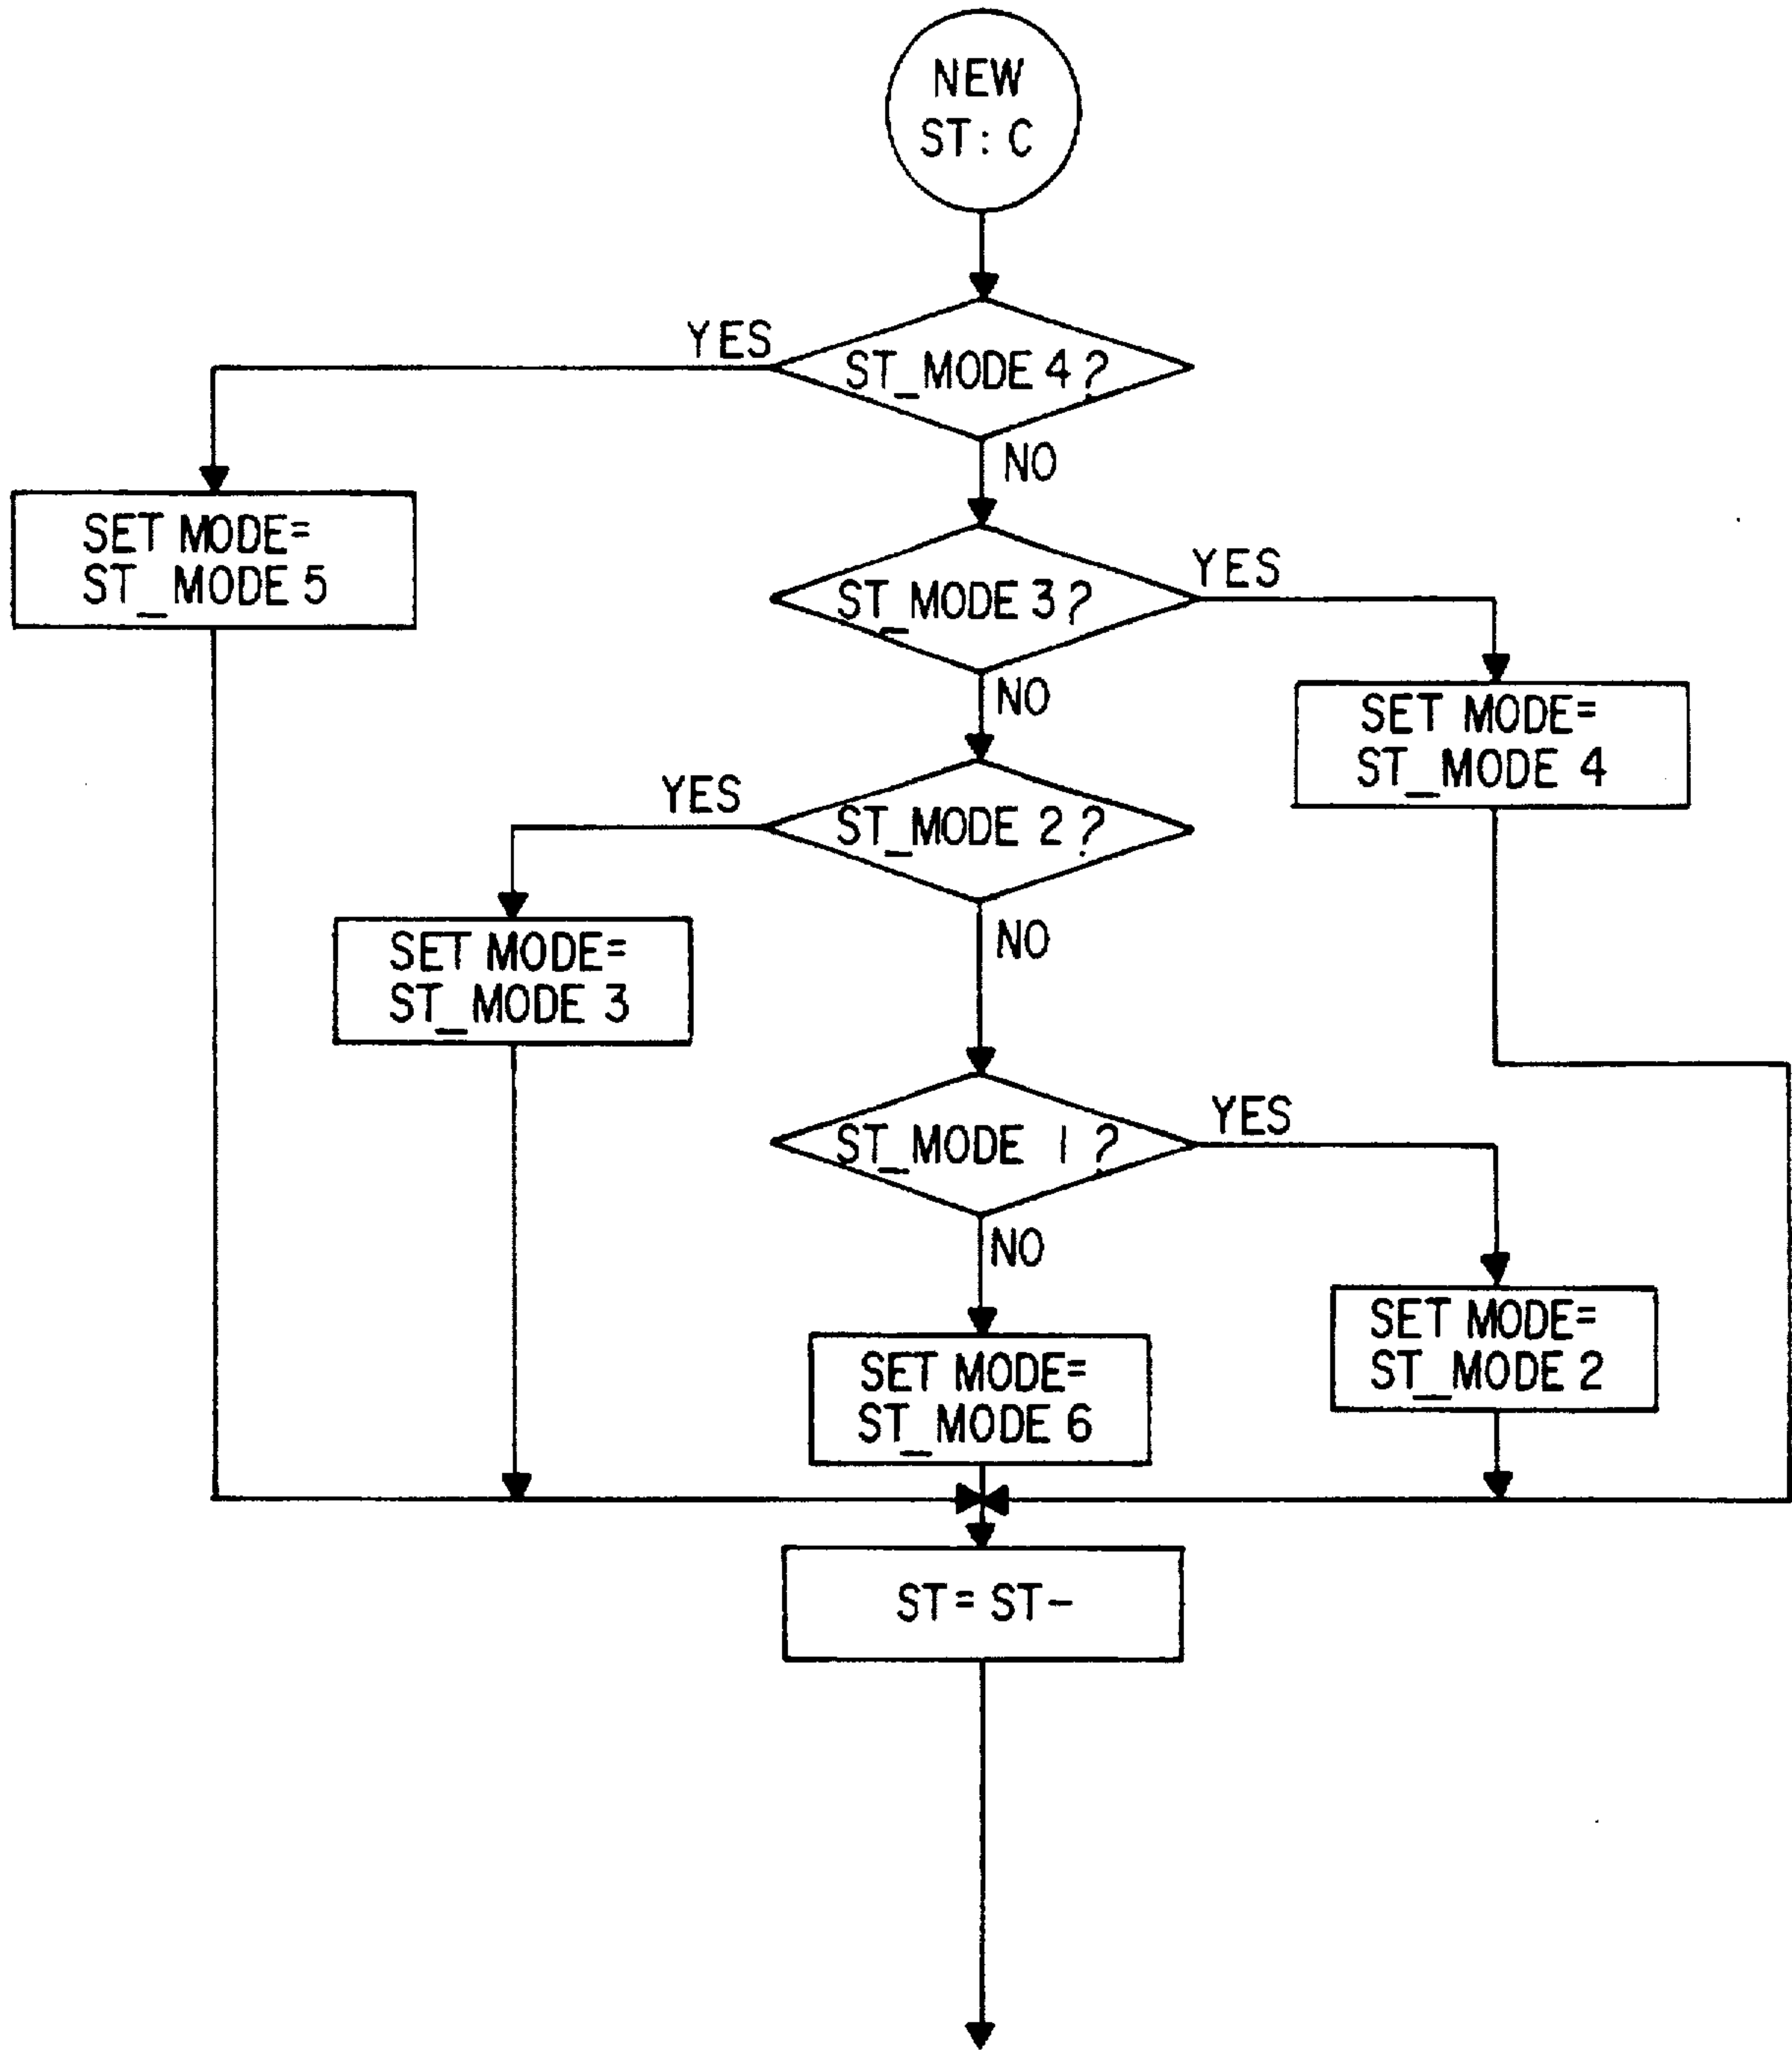 NEW
ST: C
YES
ST_MODE 4?
NO
SET MODE=
ST_MODE 5
YES
ST_MODE 3?
NO
SET MODE=
ST_MODE 4
YES
ST_MODE 2?
NO
SET MODE=
ST_MODE 3
YES
ST_MODE 1?
NO
SET MODE=
ST_MODE 2
SET MODE=
ST_MODE 6
ST= ST-